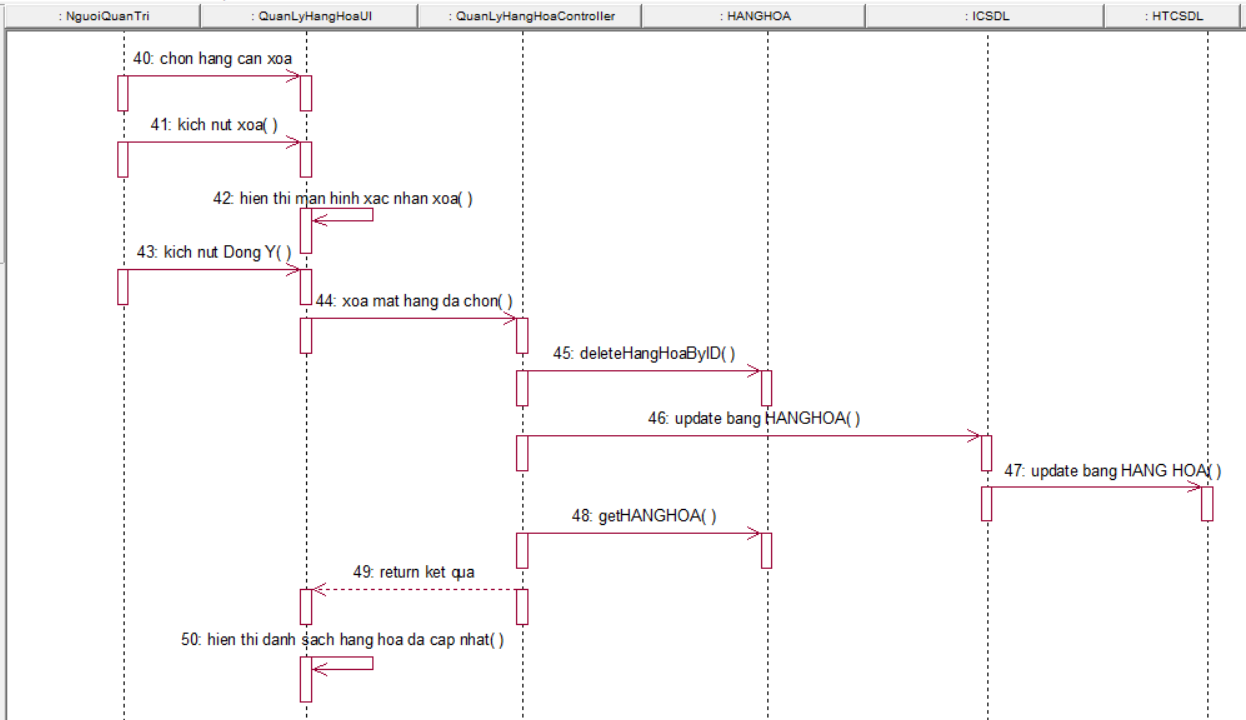 : NguoiQuanTri
: QuanLyHangHoaUI
: QuanLyHangHoaController
: HANGHOA
: ICSDL
: HTCSDL
40: chon hang can xoa
41: kich nut xoa( )
42: hien thi man hinh xac nhan xoa( )
43: kich nut Dong Y( )
44: xoa mat hang da chon( )
45: deleteHangHoaByID( )
46: update bang HANGHOA( )
47: update bang HANG HOA( )
48: getHANGHOA( )
49: return ket qua
50: hien thi danh sach hang hoa da cap nhat( )